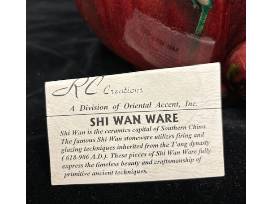 RC Creations
A Division of Oriental Accent, Inc.
SHI WAN WARE
Shi Wan is the ceramics capital of Southern China.
The famous Shi Wan stoneware utilizes firing and
glazing techniques inherited from the T'ang dynasty
(618-906 A.D.). These pieces of Shi Wan Ware fully
express the timeless beauty and craftsmanship of
primitive ancient techniques.